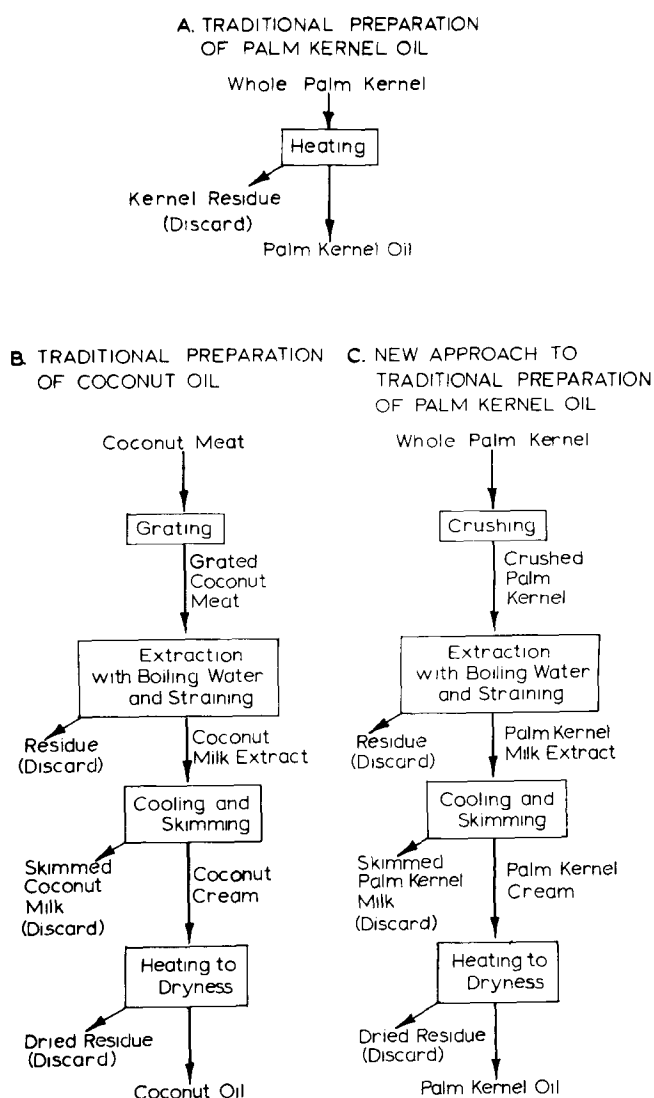 A. TRADITIONAL PREPARATION
OF PALM KERNEL OIL
Whole Palm Kernel
Heating
Kernel Residue
(Discard)
Palm Kernel Oil
B. TRADITIONAL PREPARATION
OF COCONUT OIL
Coconut Meat
Grating
Grated
Coconut
Meat
Extraction
with Boiling Water
and Straining
Residue
(Discard)
Coconut
Milk Extract
Cooling and
Skimming
Skimmed
Coconut
Milk
(Discard)
Coconut
Cream
Heating to
Dryness
Dried Residue
(Discard)
Coconut Oil
C. NEW APPROACH TO
TRADITIONAL PREPARATION
OF PALM KERNEL OIL
Whole Palm Kernel
Crushing
Crushed
Palm
Kernel
Extraction
with Boiling Water
and Straining
Residue
(Discard)
Palm Kernel
Milk Extract
Cooling and
Skimming
Skimmed
Palm Kernel
Milk
(Discard)
Palm Kernel
Cream
Heating to
Dryness
Dried Residue
(Discard)
Palm Kernel Oil